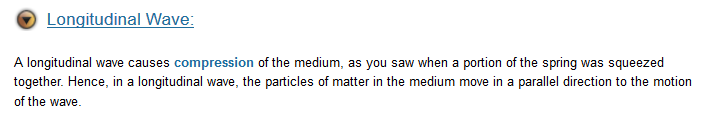 Longitudinal Wave:
A longitudinal wave causes compression of the medium, as you saw when a portion of the spring was squeezed
together. Hence, in a longitudinal wave, the particles of matter in the medium move in a parallel direction to the motion
of the wave.